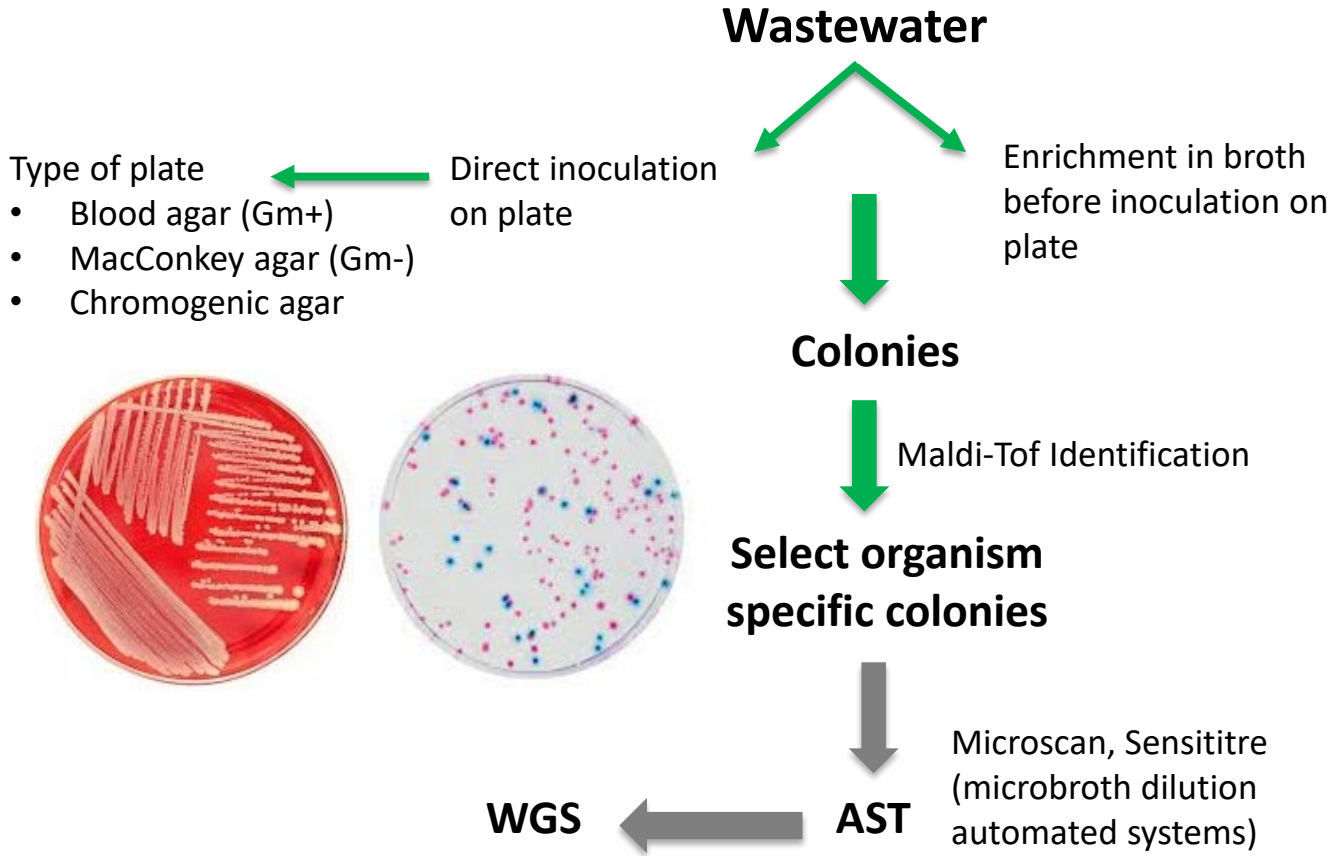 Wastewater
Type of plate
• Blood agar (Gm+)
• MacConkey agar (Gm-)
• Chromogenic agar
Direct inoculation
on plate
Enrichment in broth
before inoculation on
plate
Colonies
Maldi-Tof Identification
Select organism
specific colonies
Microscan, Sensititre
(microbroth dilution
automated systems)
AST
WGS